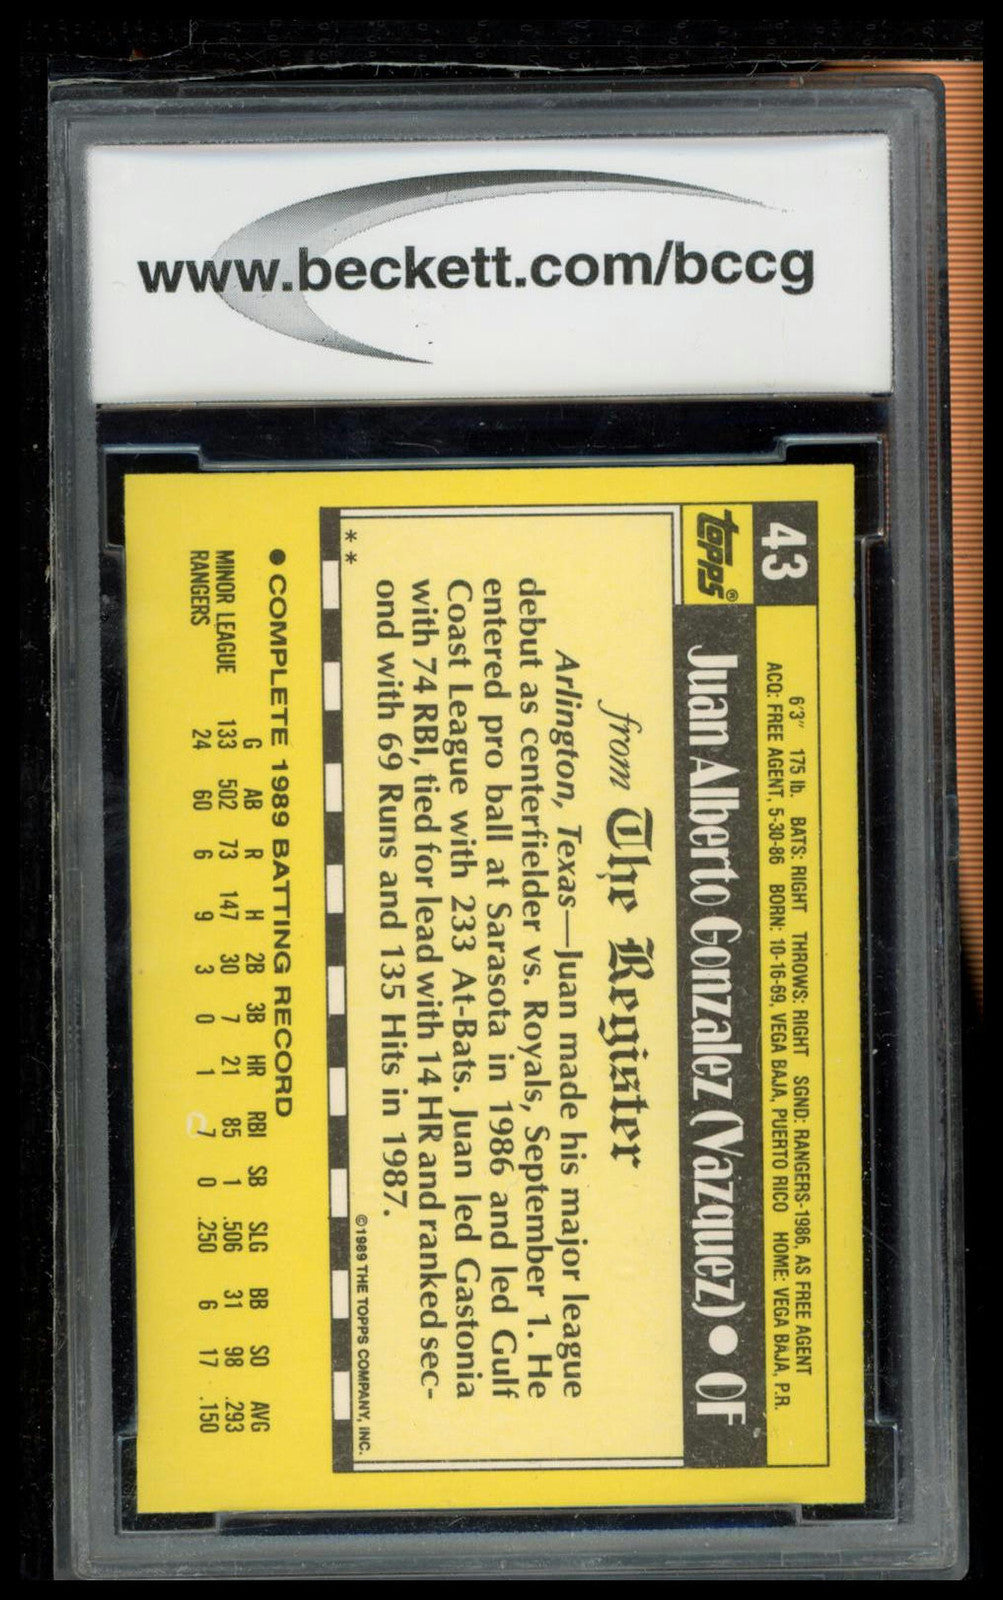 www.beckett.com/bccg
43
topps®
6'3" 175 lb. BATS: RIGHT THROWS: RIGHT SGND: RANGERS-1986, AS FREE AGENT
ACQ: FREE AGENT, 5-30-86 BORN: 10-16-69, VEGA BAJA, PUERTO RICO HOME: VEGA BAJA, P.R.
Juan Alberto Gonzalez (Vazquez) ● OF
from The Register
Arlington, Texas—Juan made his major league
debut as centerfielder vs. Royals, September 1. He
entered pro ball at Sarasota in 1986 and led Gulf
Coast League with 233 At-Bats. Juan led Gastonia
with 74 RBI, tied for lead with 14 HR and ranked sec-
ond with 69 Runs and 135 Hits in 1987.
** ©1989 THE TOPPS COMPANY, INC.
● COMPLETE 1989 BATTING RECORD
G AB R H 2B 3B HR RBI SB SLG BB SO AVG
MINOR LEAGUE 133 502 73 147 30 7 21 85 1 .506 31 98 .293
RANGERS 24 60 6 9 3 0 1 7 0 .250 6 17 .150